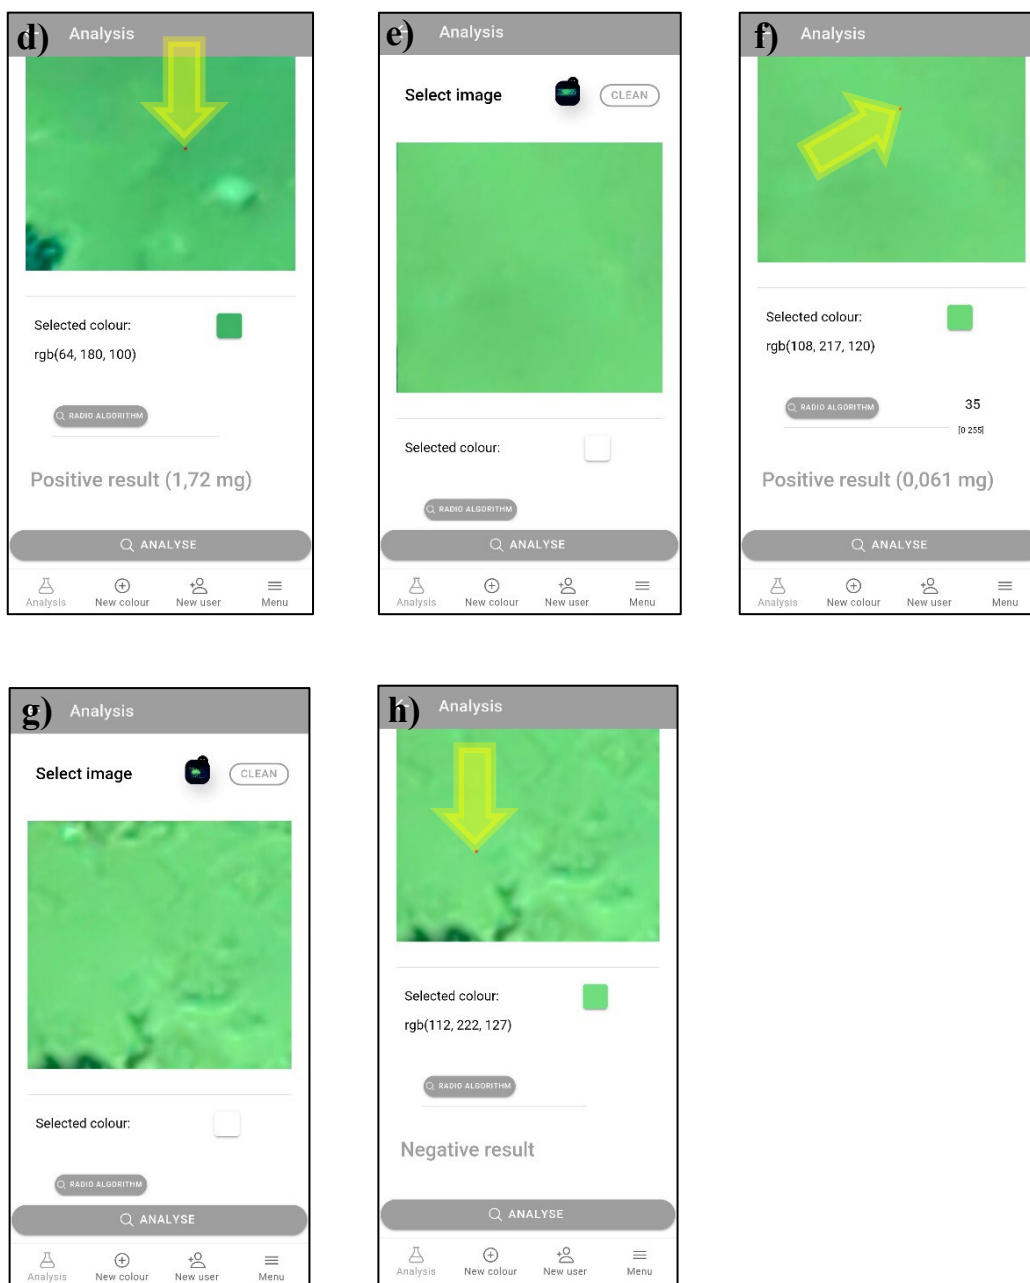 d) Analysis
Selected colour:
rgb(64, 180, 100)
RADIO ALGORITHM
Positive result (1,72 mg)
ANALYSE
Analysis New colour New user Menu
e) Analysis
Select image CLEAN
Selected colour:
RADIO ALGORITHM
ANALYSE
Analysis New colour New user Menu
f) Analysis
Selected colour:
rgb(108, 217, 120)
RADIO ALGORITHM 35
[0 255]
Positive result (0,061 mg)
ANALYSE
Analysis New colour New user Menu
g) Analysis
Select image CLEAN
Selected colour:
RADIO ALGORITHM
ANALYSE
Analysis New colour New user Menu
h) Analysis
Selected colour:
rgb(112, 222, 127)
RADIO ALGORITHM
Negative result
ANALYSE
Analysis New colour New user Menu